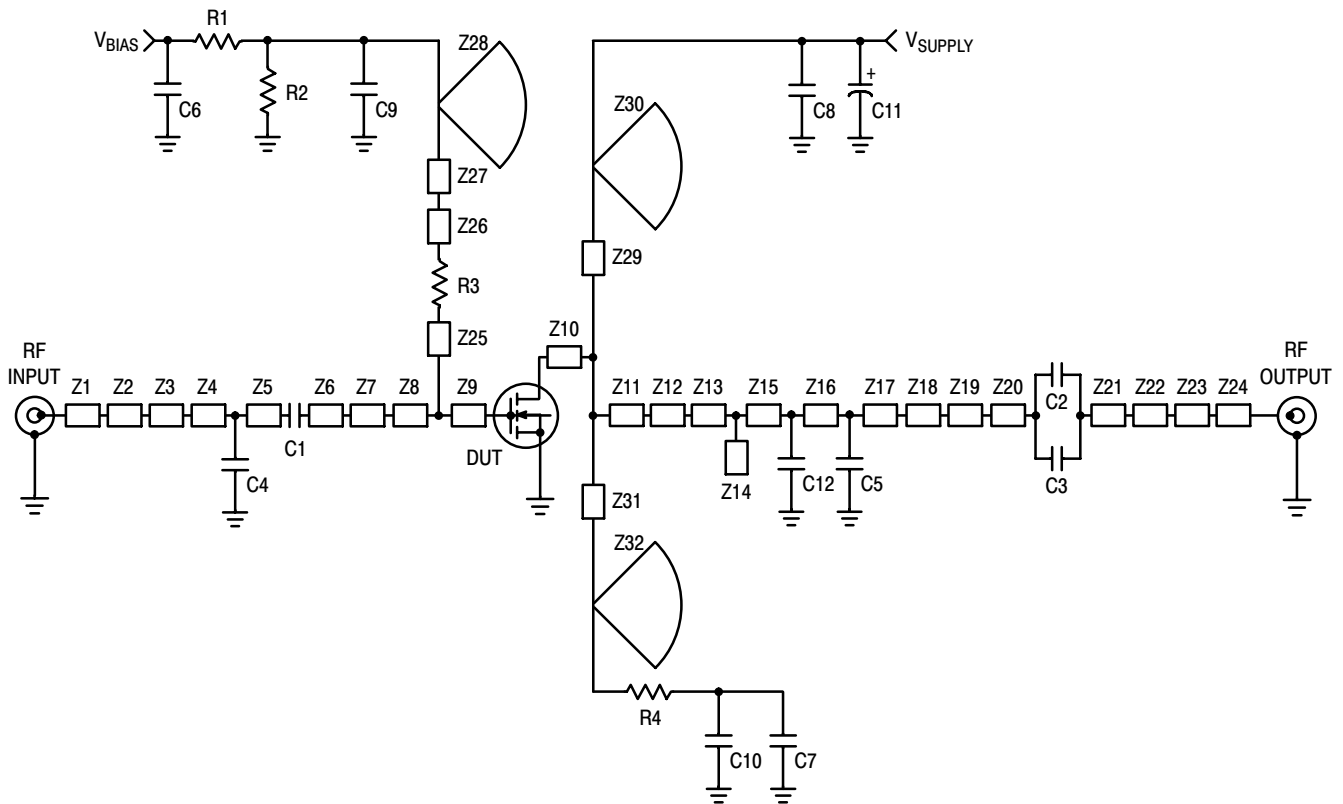 R1
V_BIAS
Z28
C6
R2
C9
V_SUPPLY
+
C8
C11
Z30
Z27
Z26
R3
Z29
Z25
Z10
RF
INPUT
Z1 Z2 Z3 Z4 Z5 Z6 Z7 Z8 Z9
C1
C4
DUT
Z11 Z12 Z13 Z15 Z16 Z17 Z18 Z19 Z20
C2
Z21 Z22 Z23 Z24
RF
OUTPUT
Z14
C12
C5
C3
Z31
Z32
R4
C10
C7